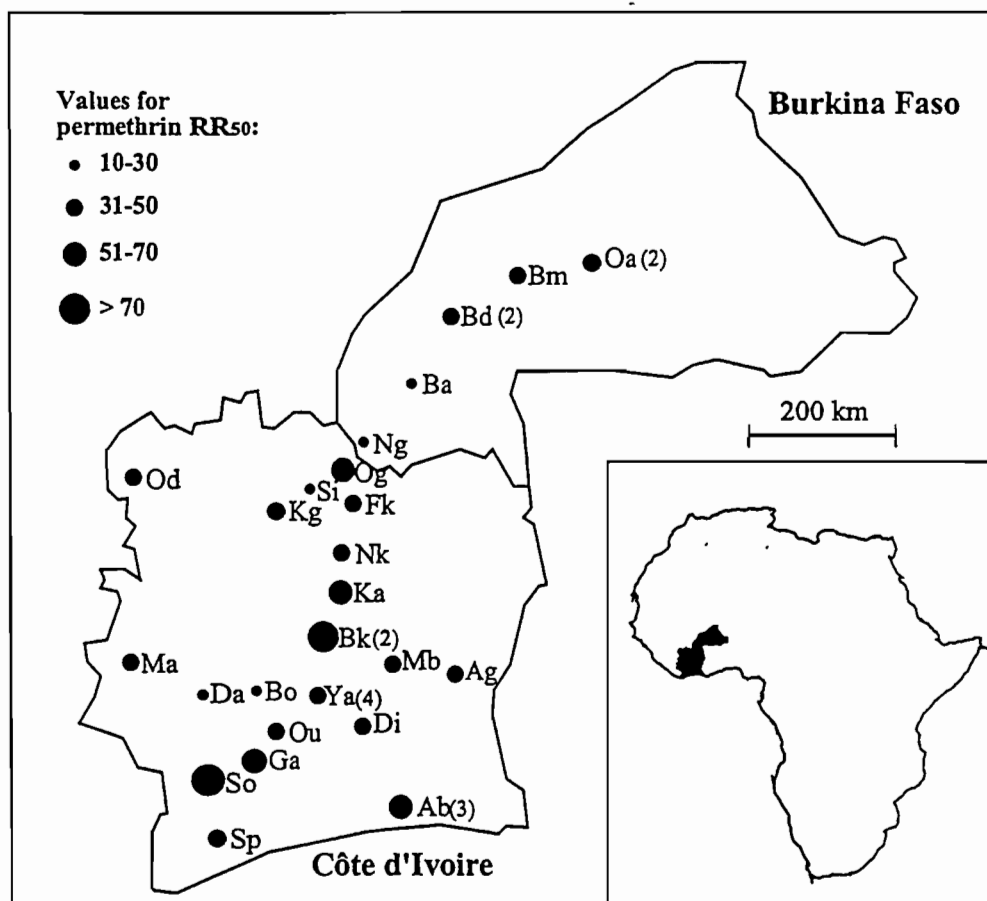 Values for
permethrin RR50:
10-30
31-50
51-70
> 70
Burkina Faso
Oa (2)
Bm
Bd (2)
Ba
200 km
Ng
Og
Od
Si
Kg
Fk
Nk
Ka
Bk(2)
Ma
Mb
Ag
Da
Bo
Ya(4)
Di
Ou
Ga
So
Ab(3)
Sp
Côte d'Ivoire